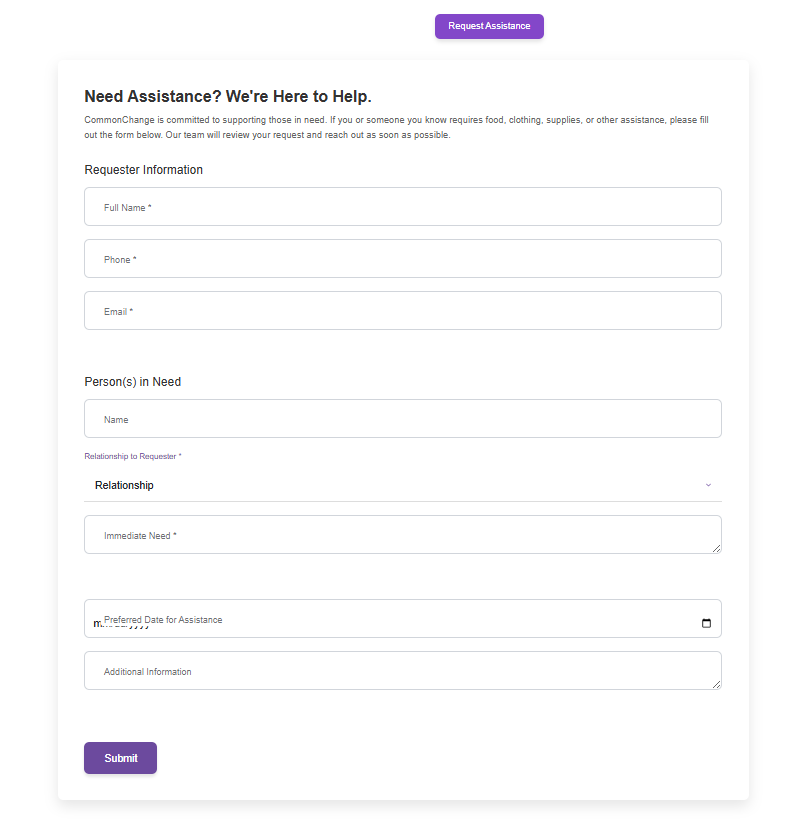 Request Assistance
Need Assistance? We're Here to Help.
CommonChange is committed to supporting those in need. If you or someone you know requires food, clothing, supplies, or other assistance, please fill
out the form below. Our team will review your request and reach out as soon as possible.
Requester Information
Full Name *
Phone *
Email *
Person(s) in Need
Name
Relationship to Requester *
Relationship
Immediate Need *
Preferred Date for Assistance
Additional Information
Submit